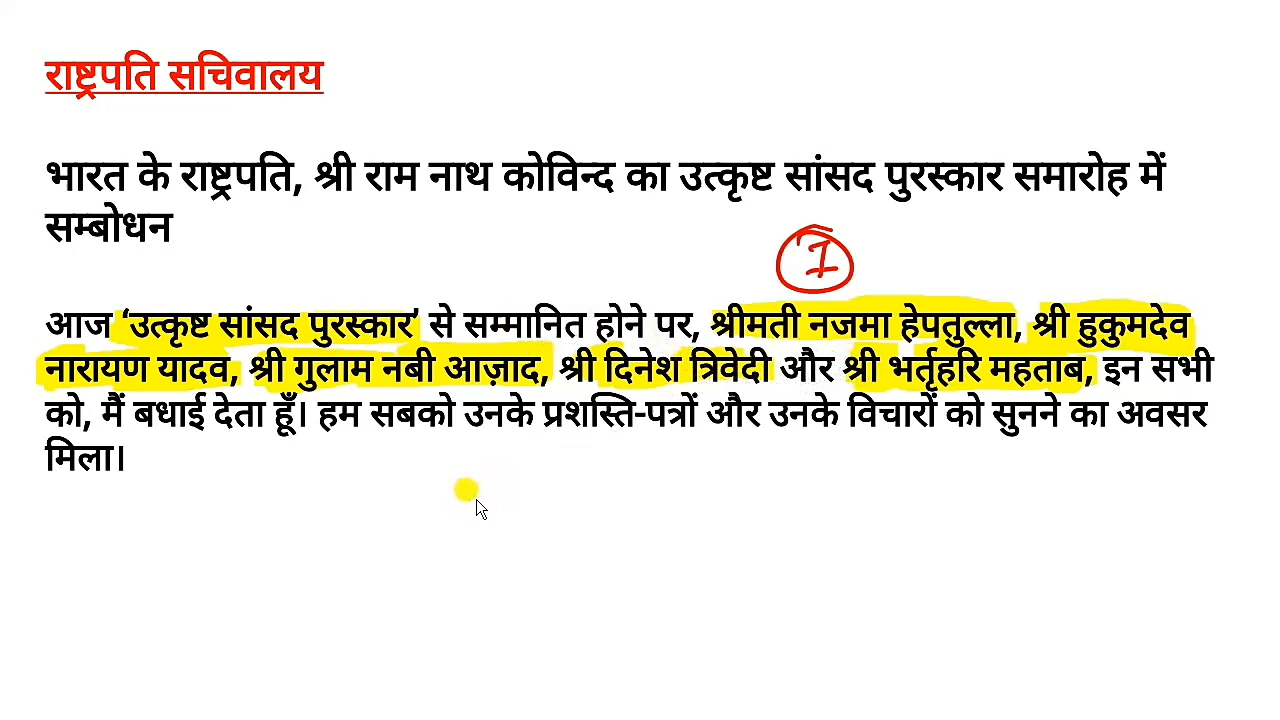 राष्ट्रपति सचिवालय
भारत के राष्ट्रपति, श्री राम नाथ कोविन्द का उत्कृष्ट सांसद पुरस्कार समारोह में
सम्बोधन
I
आज ‘उत्कृष्ट सांसद पुरस्कार’ से सम्मानित होने पर, श्रीमती नजमा हेपतुल्ला, श्री हुकुमदेव
नारायण यादव, श्री गुलाम नबी आज़ाद, श्री दिनेश त्रिवेदी और श्री भर्तृहरि महताब, इन सभी
को, मैं बधाई देता हूँ। हम सबको उनके प्रशस्ति-पत्रों और उनके विचारों को सुनने का अवसर
मिला।